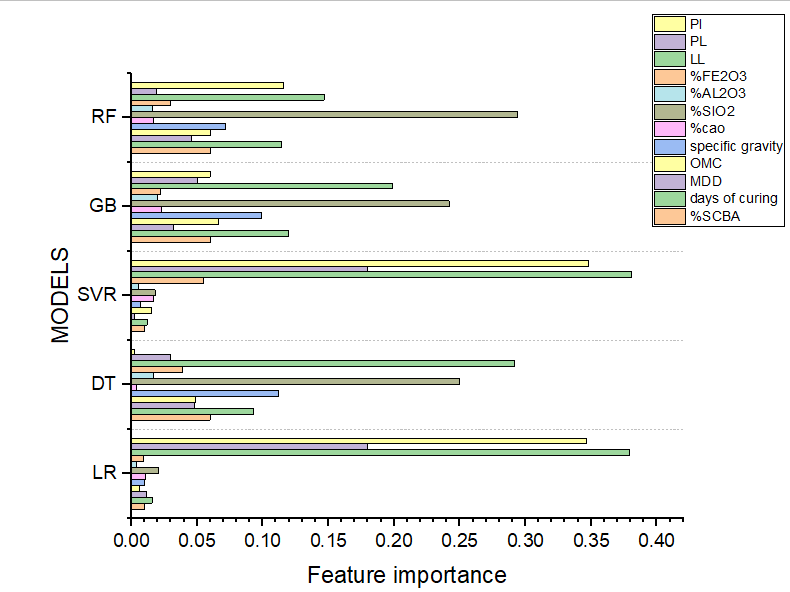 PI
PL
LL
%FE2O3
%AL2O3
%SIO2
%cao
specific gravity
OMC
MDD
days of curing
%SCBA
MODELS
RF
GB
SVR
DT
LR
0.00 0.05 0.10 0.15 0.20 0.25 0.30 0.35 0.40
Feature importance